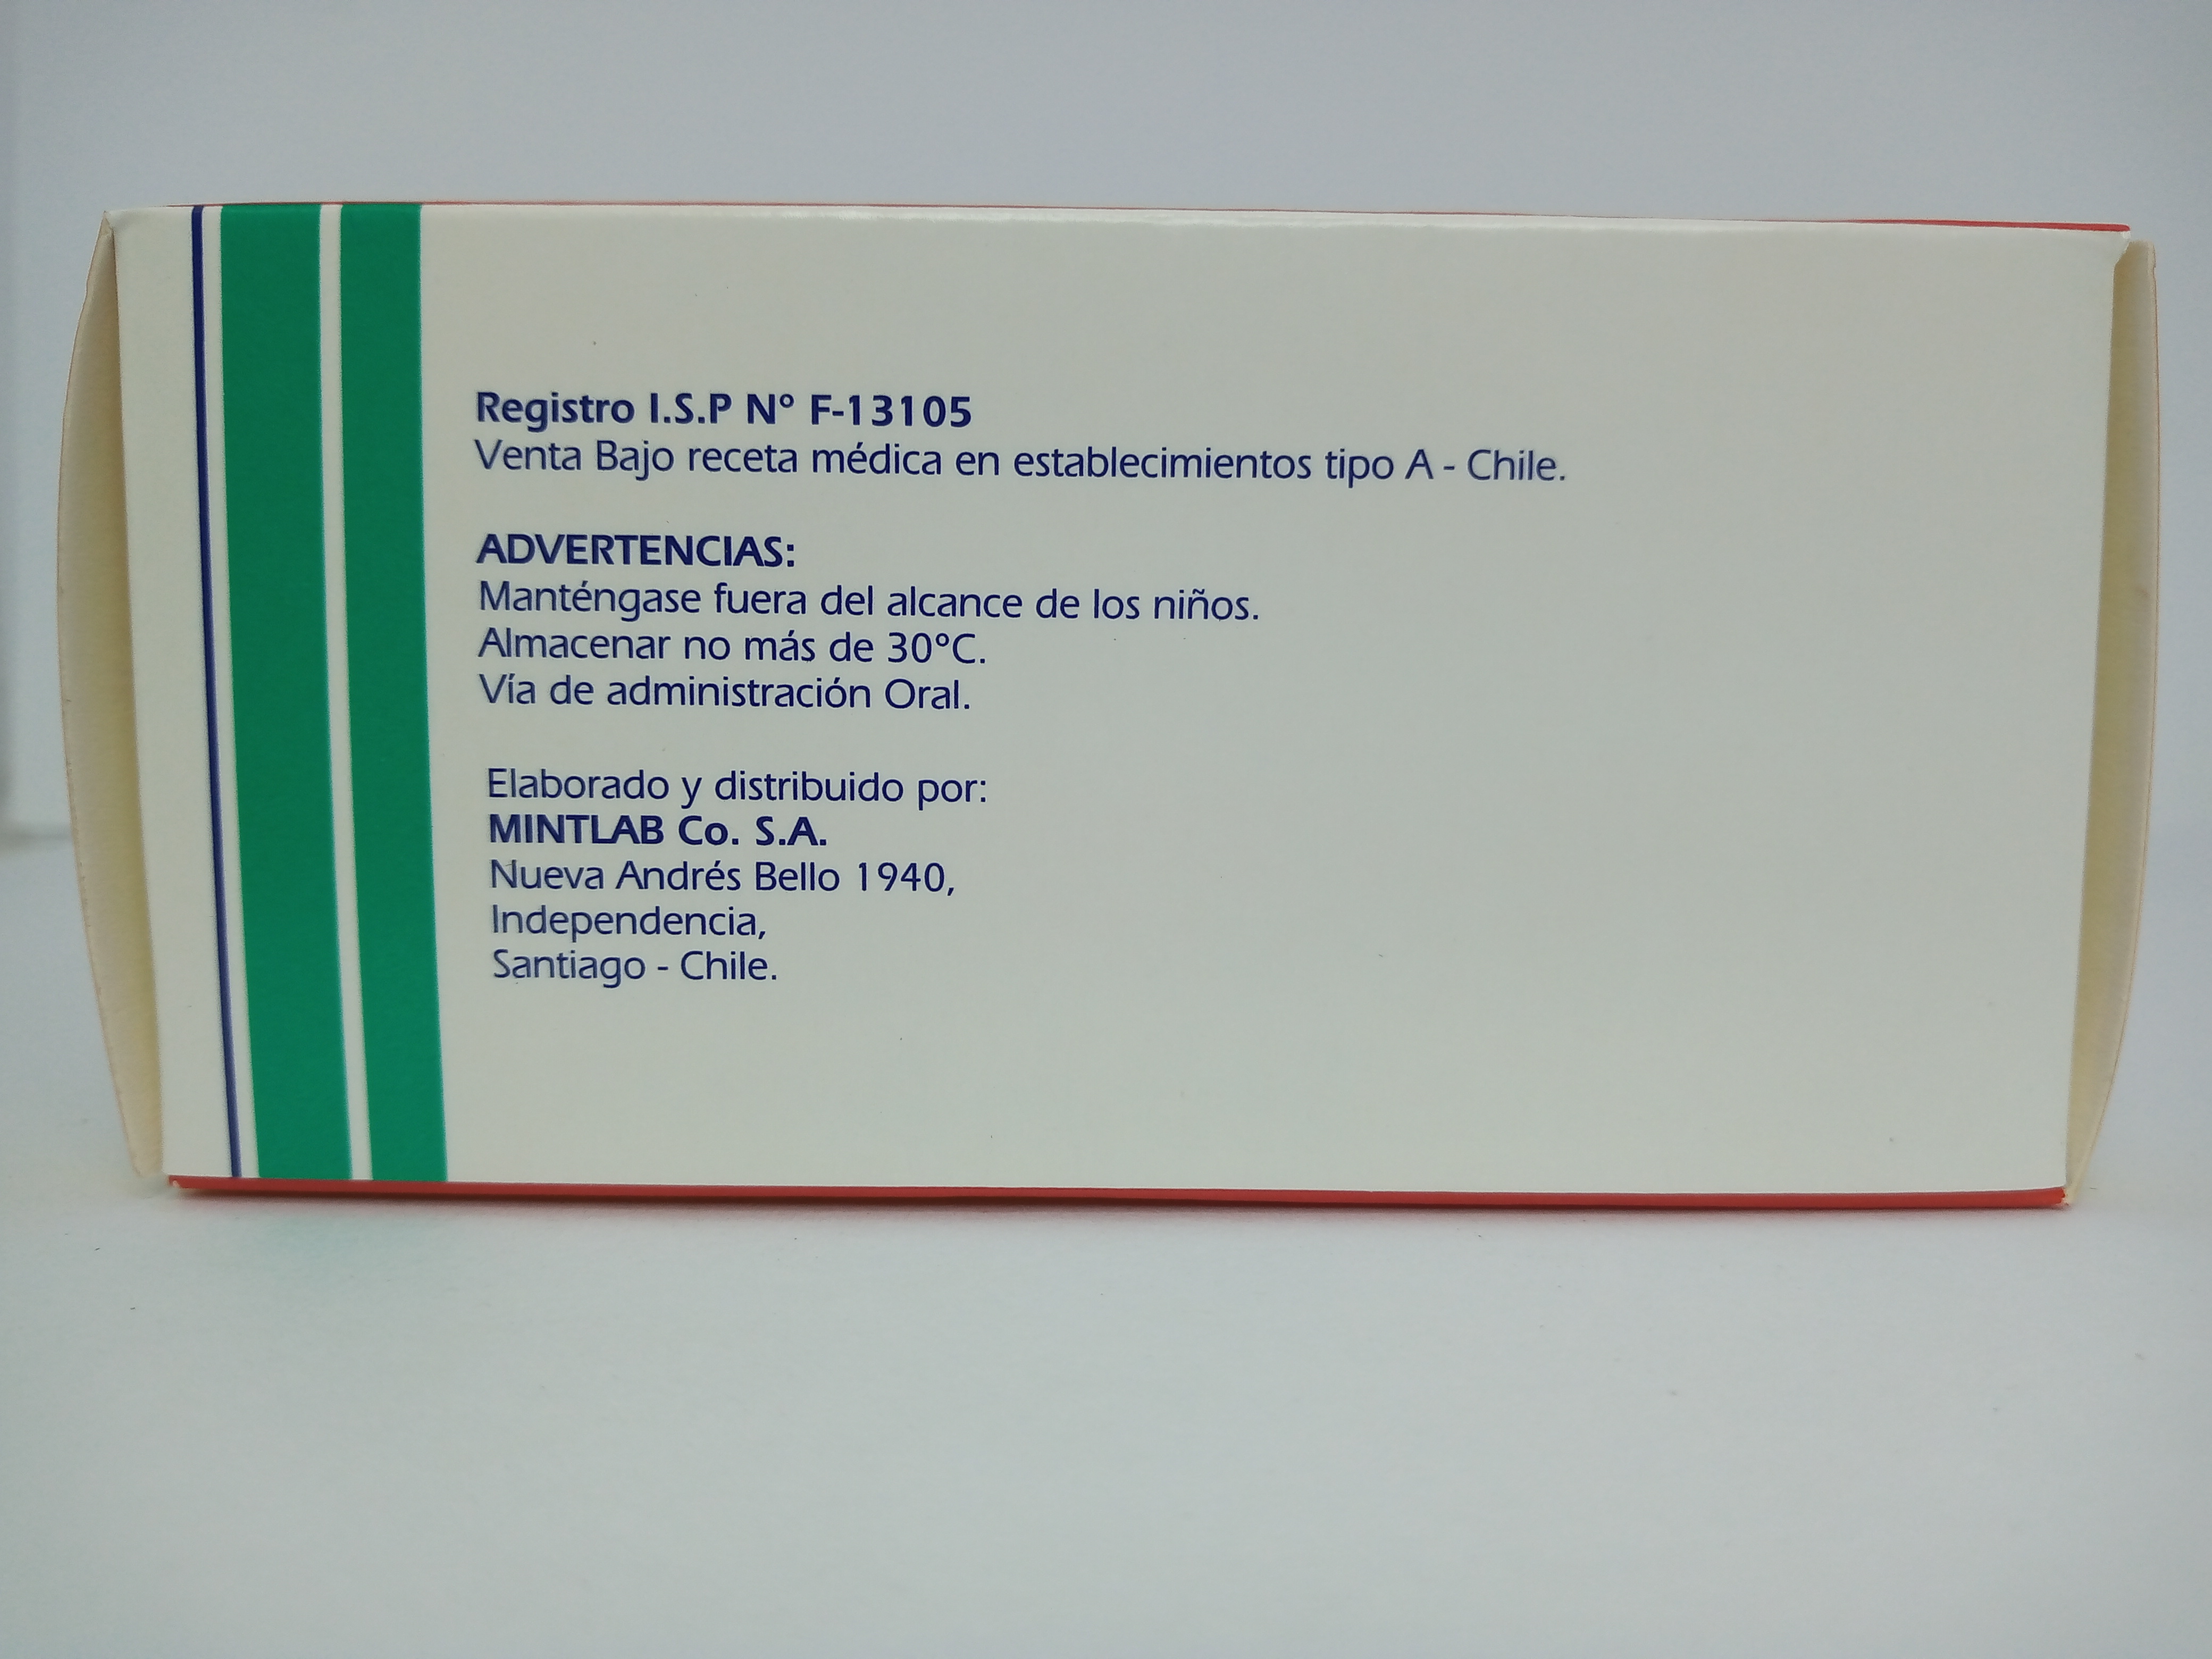 Registro I.S.P Nº F-13105
Venta Bajo receta médica en establecimientos tipo A - Chile.
ADVERTENCIAS:
Manténgase fuera del alcance de los niños.
Almacenar no más de 30°C.
Vía de administración Oral.
Elaborado y distribuido por:
MINTLAB Co. S.A.
Nueva Andrés Bello 1940,
Independencia,
Santiago - Chile.